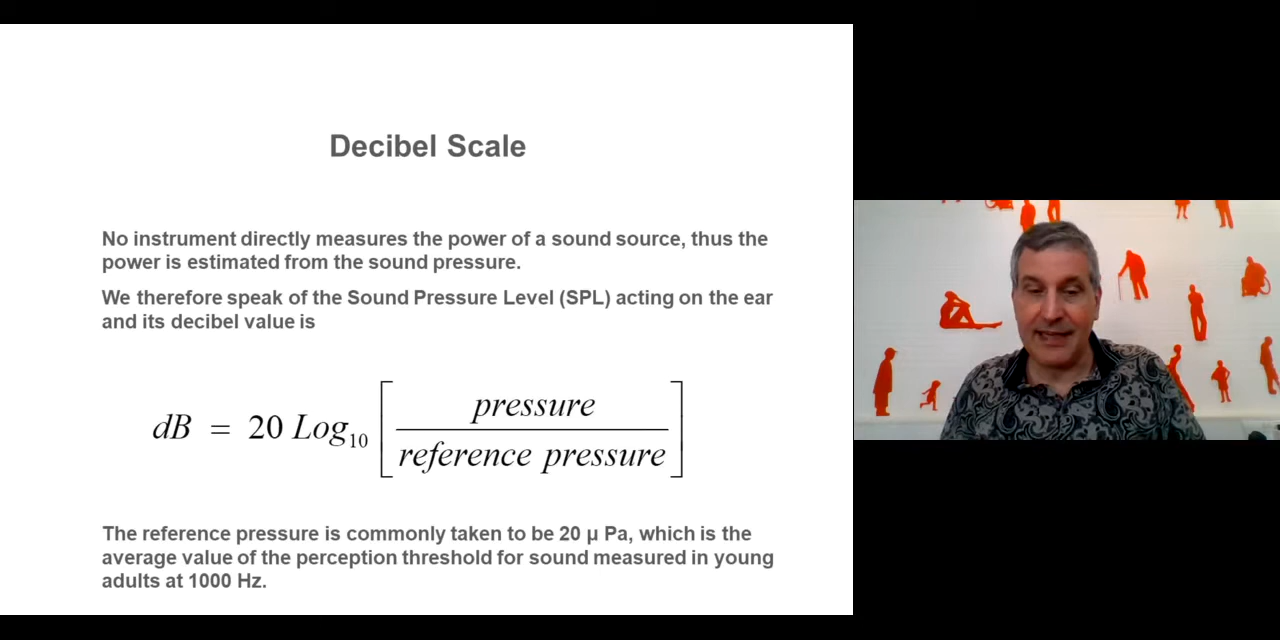 Decibel Scale
No instrument directly measures the power of a sound source, thus the
power is estimated from the sound pressure.
We therefore speak of the Sound Pressure Level (SPL) acting on the ear
and its decibel value is
dB = 20 Log₁₀ [ pressure / reference pressure ]
The reference pressure is commonly taken to be 20 μ Pa, which is the
average value of the perception threshold for sound measured in young
adults at 1000 Hz.